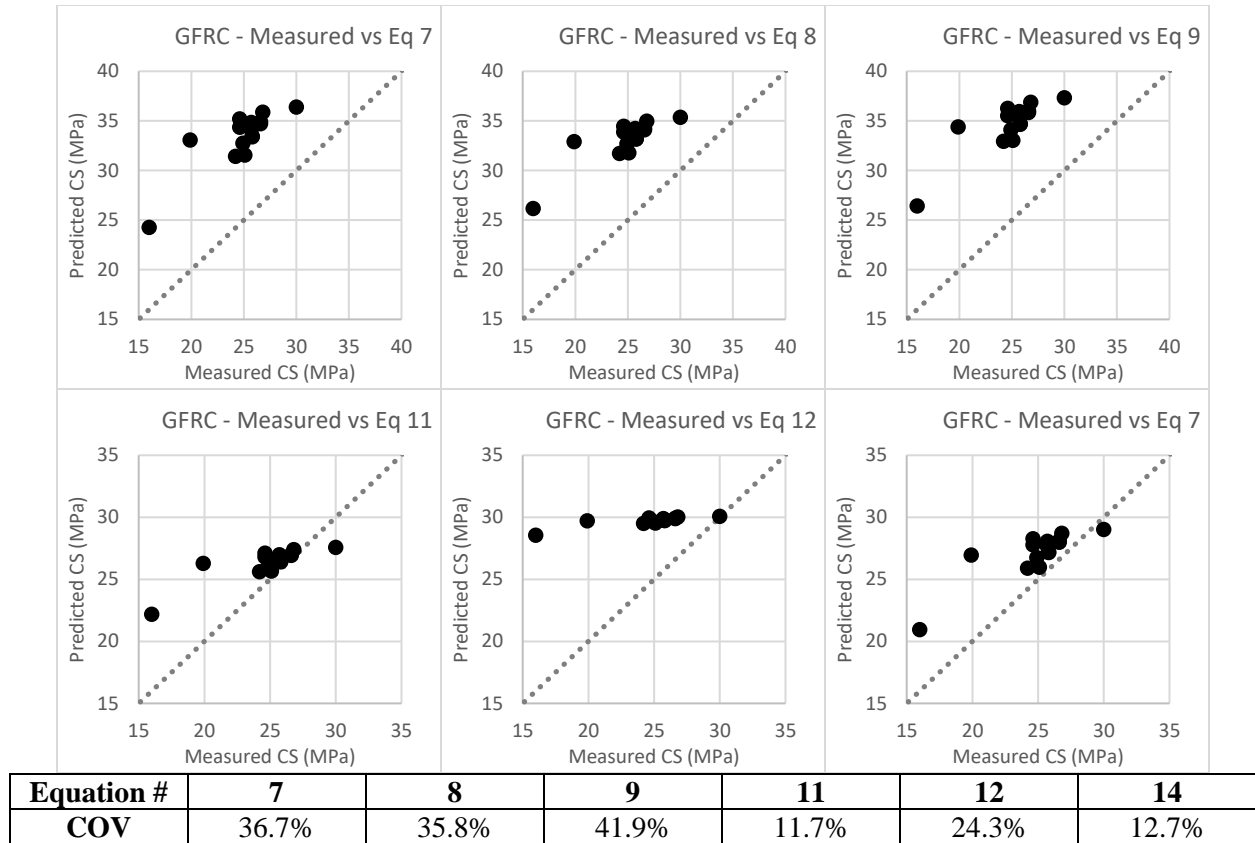 GFRC - Measured vs Eq 7
40
35
30
25
20
15
Predicted CS (MPa)
15 20 25 30 35 40
Measured CS (MPa)
GFRC - Measured vs Eq 8
40
35
30
25
20
15
Predicted CS (MPa)
15 20 25 30 35 40
Measured CS (MPa)
GFRC - Measured vs Eq 9
40
35
30
25
20
15
Predicted CS (MPa)
15 20 25 30 35 40
Measured CS (MPa)
GFRC - Measured vs Eq 11
35
30
25
20
15
Predicted CS (MPa)
15 20 25 30 35
Measured CS (MPa)
GFRC - Measured vs Eq 12
35
30
25
20
15
Predicted CS (MPa)
15 20 25 30 35
Measured CS (MPa)
GFRC - Measured vs Eq 7
35
30
25
20
15
Predicted CS (MPa)
15 20 25 30 35
Measured CS (MPa)
Equation # 7 8 9 11 12 14
COV 36.7% 35.8% 41.9% 11.7% 24.3% 12.7%